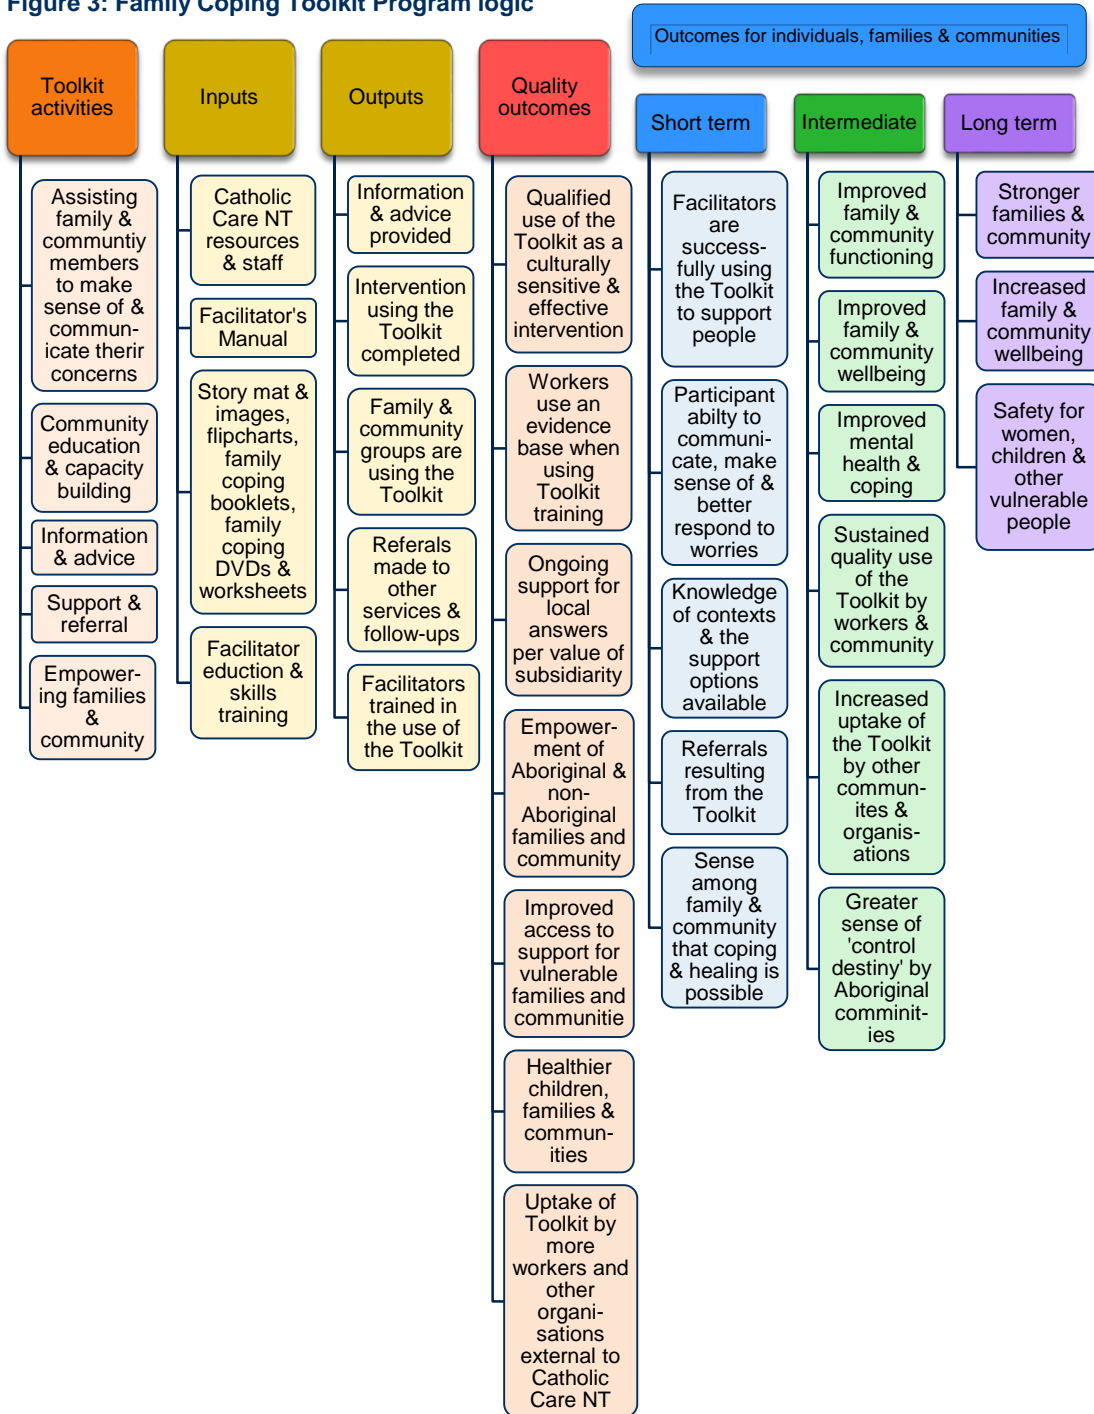 Figure 3: Family Coping Toolkit Program logic
Outcomes for individuals, families & communities
Toolkit
activities
Assisting
family &
communtiy
members
to make
sense of &
commun-
icate therir
concerns
Community
education
& capacity
building
Information
& advice
Support &
referral
Empower-
ing families
&
community
Inputs
Catholic
Care NT
resources
& staff
Facilitator's
Manual
Story mat &
images,
flipcharts,
family
coping
booklets,
family
coping
DVDs &
worksheets
Facilitator
eduction &
skills
training
Outputs
Information
& advice
provided
Intervention
using the
Toolkit
completed
Family &
community
groups are
using the
Toolkit
Referals
made to
other
services &
follow-ups
Facilitators
trained in
the use of
the Toolkit
Quality
outcomes
Qualified
use of the
Toolkit as a
culturally
sensitive &
effective
intervention
Workers
use an
evidence
base when
using
Toolkit
training
Ongoing
support for
local
answers
per value of
subsidiarity
Empower-
ment of
Aboriginal &
non-
Aboriginal
families and
community
Improved
access to
support for
vulnerable
families and
communitie
Healthier
children,
families &
commun-
ities
Uptake of
Toolkit by
more
workers and
other
organi-
sations
external to
Catholic
Care NT
Short term
Facilitators
are
success-
fully using
the Toolkit
to support
people
Participant
abilty to
communi-
cate, make
sense of &
better
respond to
worries
Knowledge
of contexts
& the
support
options
available
Referrals
resulting
from the
Toolkit
Sense
among
family &
community
that coping
& healing is
possible
Intermediate
Improved
family &
community
functioning
Improved
family &
community
wellbeing
Improved
mental
health &
coping
Sustained
quality use
of the
Toolkit by
workers &
community
Increased
uptake of
the Toolkit
by other
commun-
ites &
organis-
ations
Greater
sense of
'control
destiny' by
Aboriginal
comminit-
ies
Long term
Stronger
families &
community
Increased
family &
community
wellbeing
Safety for
women,
children &
other
vulnerable
people